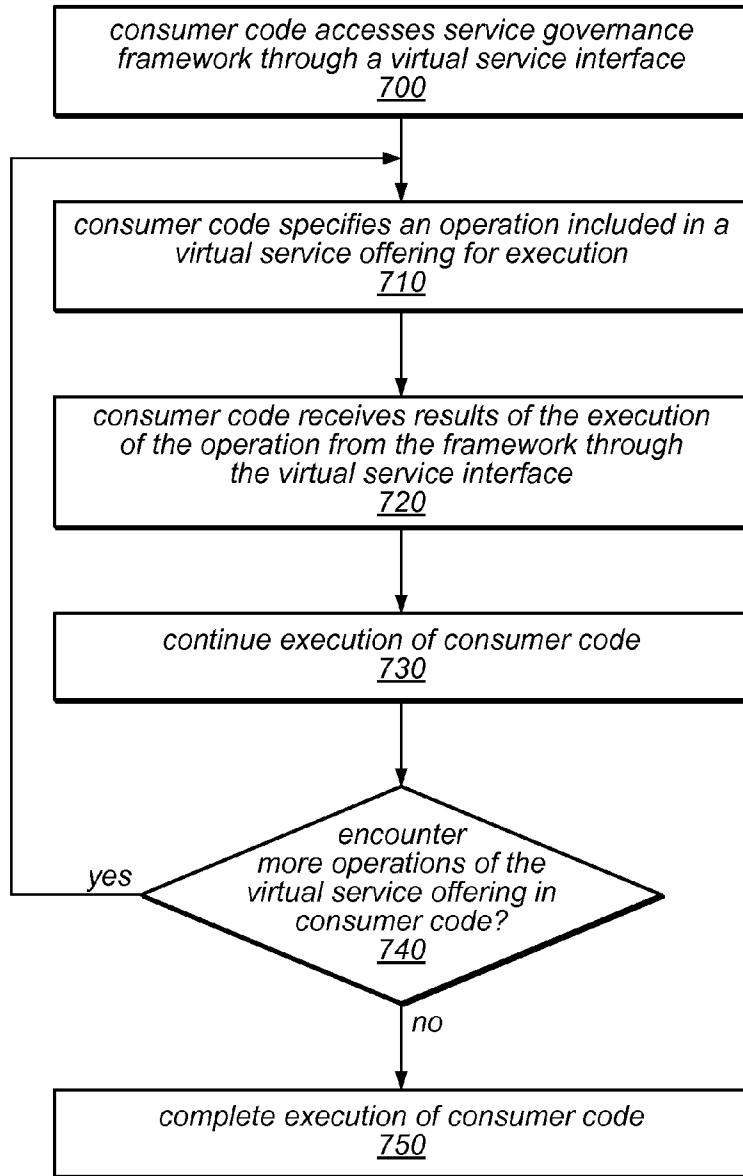 consumer code accesses service governance
framework through a virtual service interface
700
consumer code specifies an operation included in a
virtual service offering for execution
710
consumer code receives results of the execution
of the operation from the framework through
the virtual service interface
720
continue execution of consumer code
730
encounter
more operations of the
virtual service offering in
consumer code?
740
yes
no
complete execution of consumer code
750